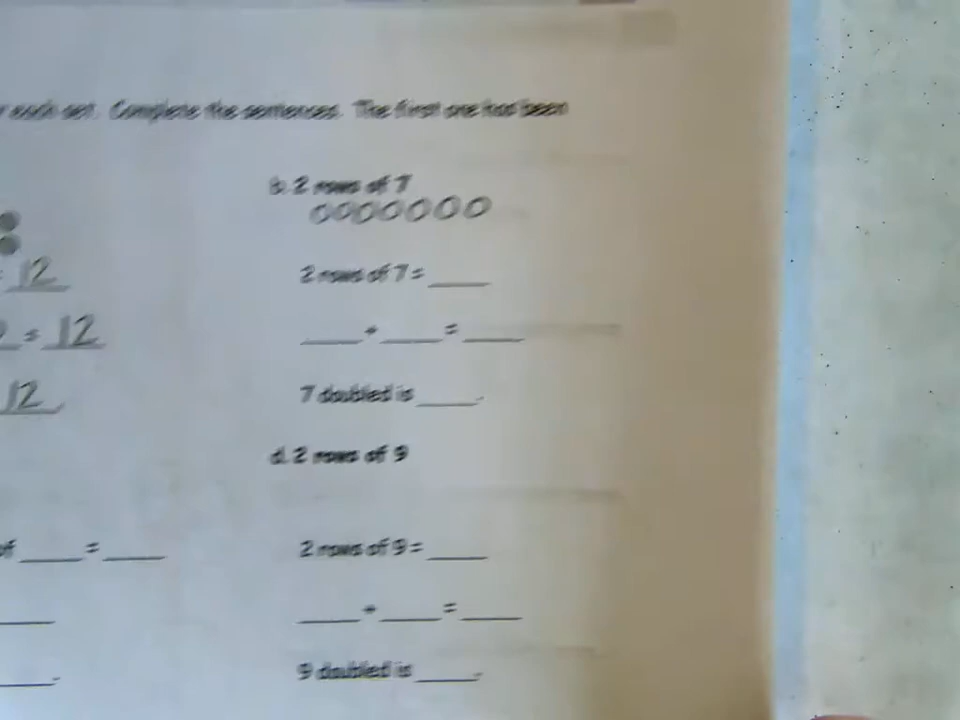 each set. Complete the sentences. The first one has been
= 12
= 12
12.
b. 2 rows of 7
2 rows of 7 = ____
____ + ____ = ____
7 doubled is ____.
of ____ = ____
____
____.
d. 2 rows of 9
2 rows of 9 = ____
____ + ____ = ____
9 doubled is ____.